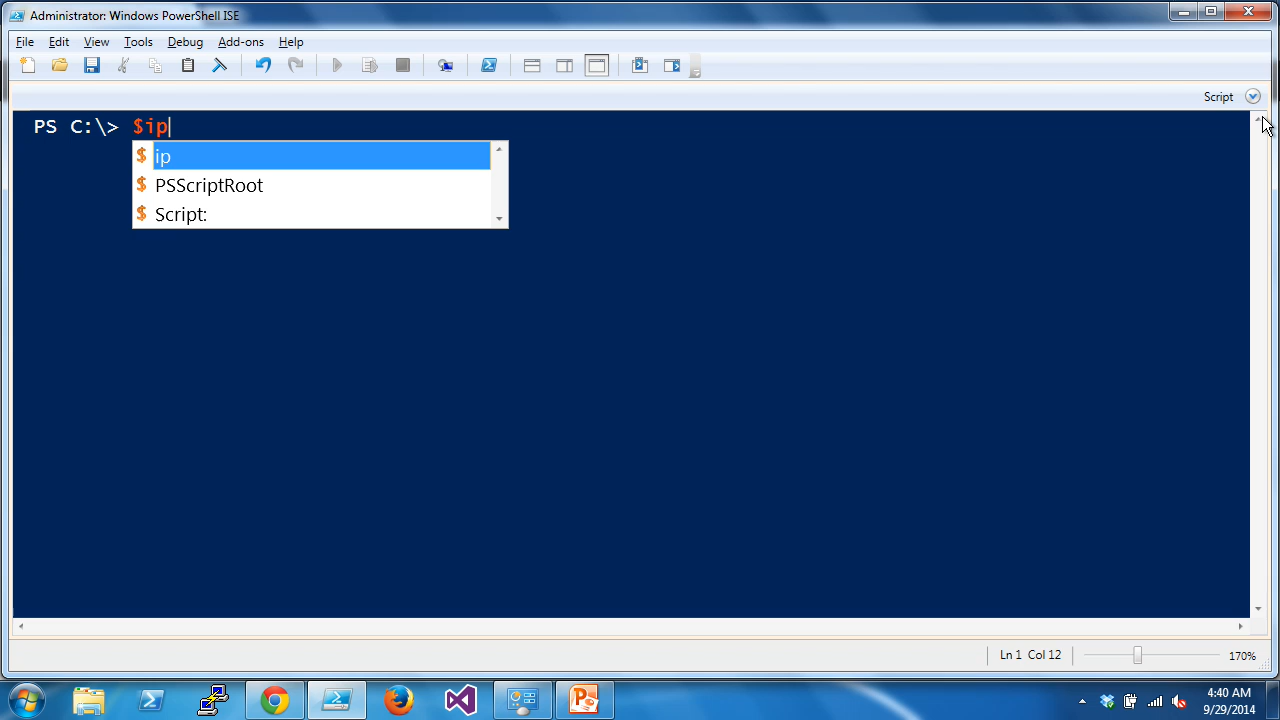 Administrator: Windows PowerShell ISE
File Edit View Tools Debug Add-ons Help
Script
PS C:\> $ip
$ ip
$ PSScriptRoot
$ Script:
Ln 1 Col 12 170%
4:40 AM
9/29/2014